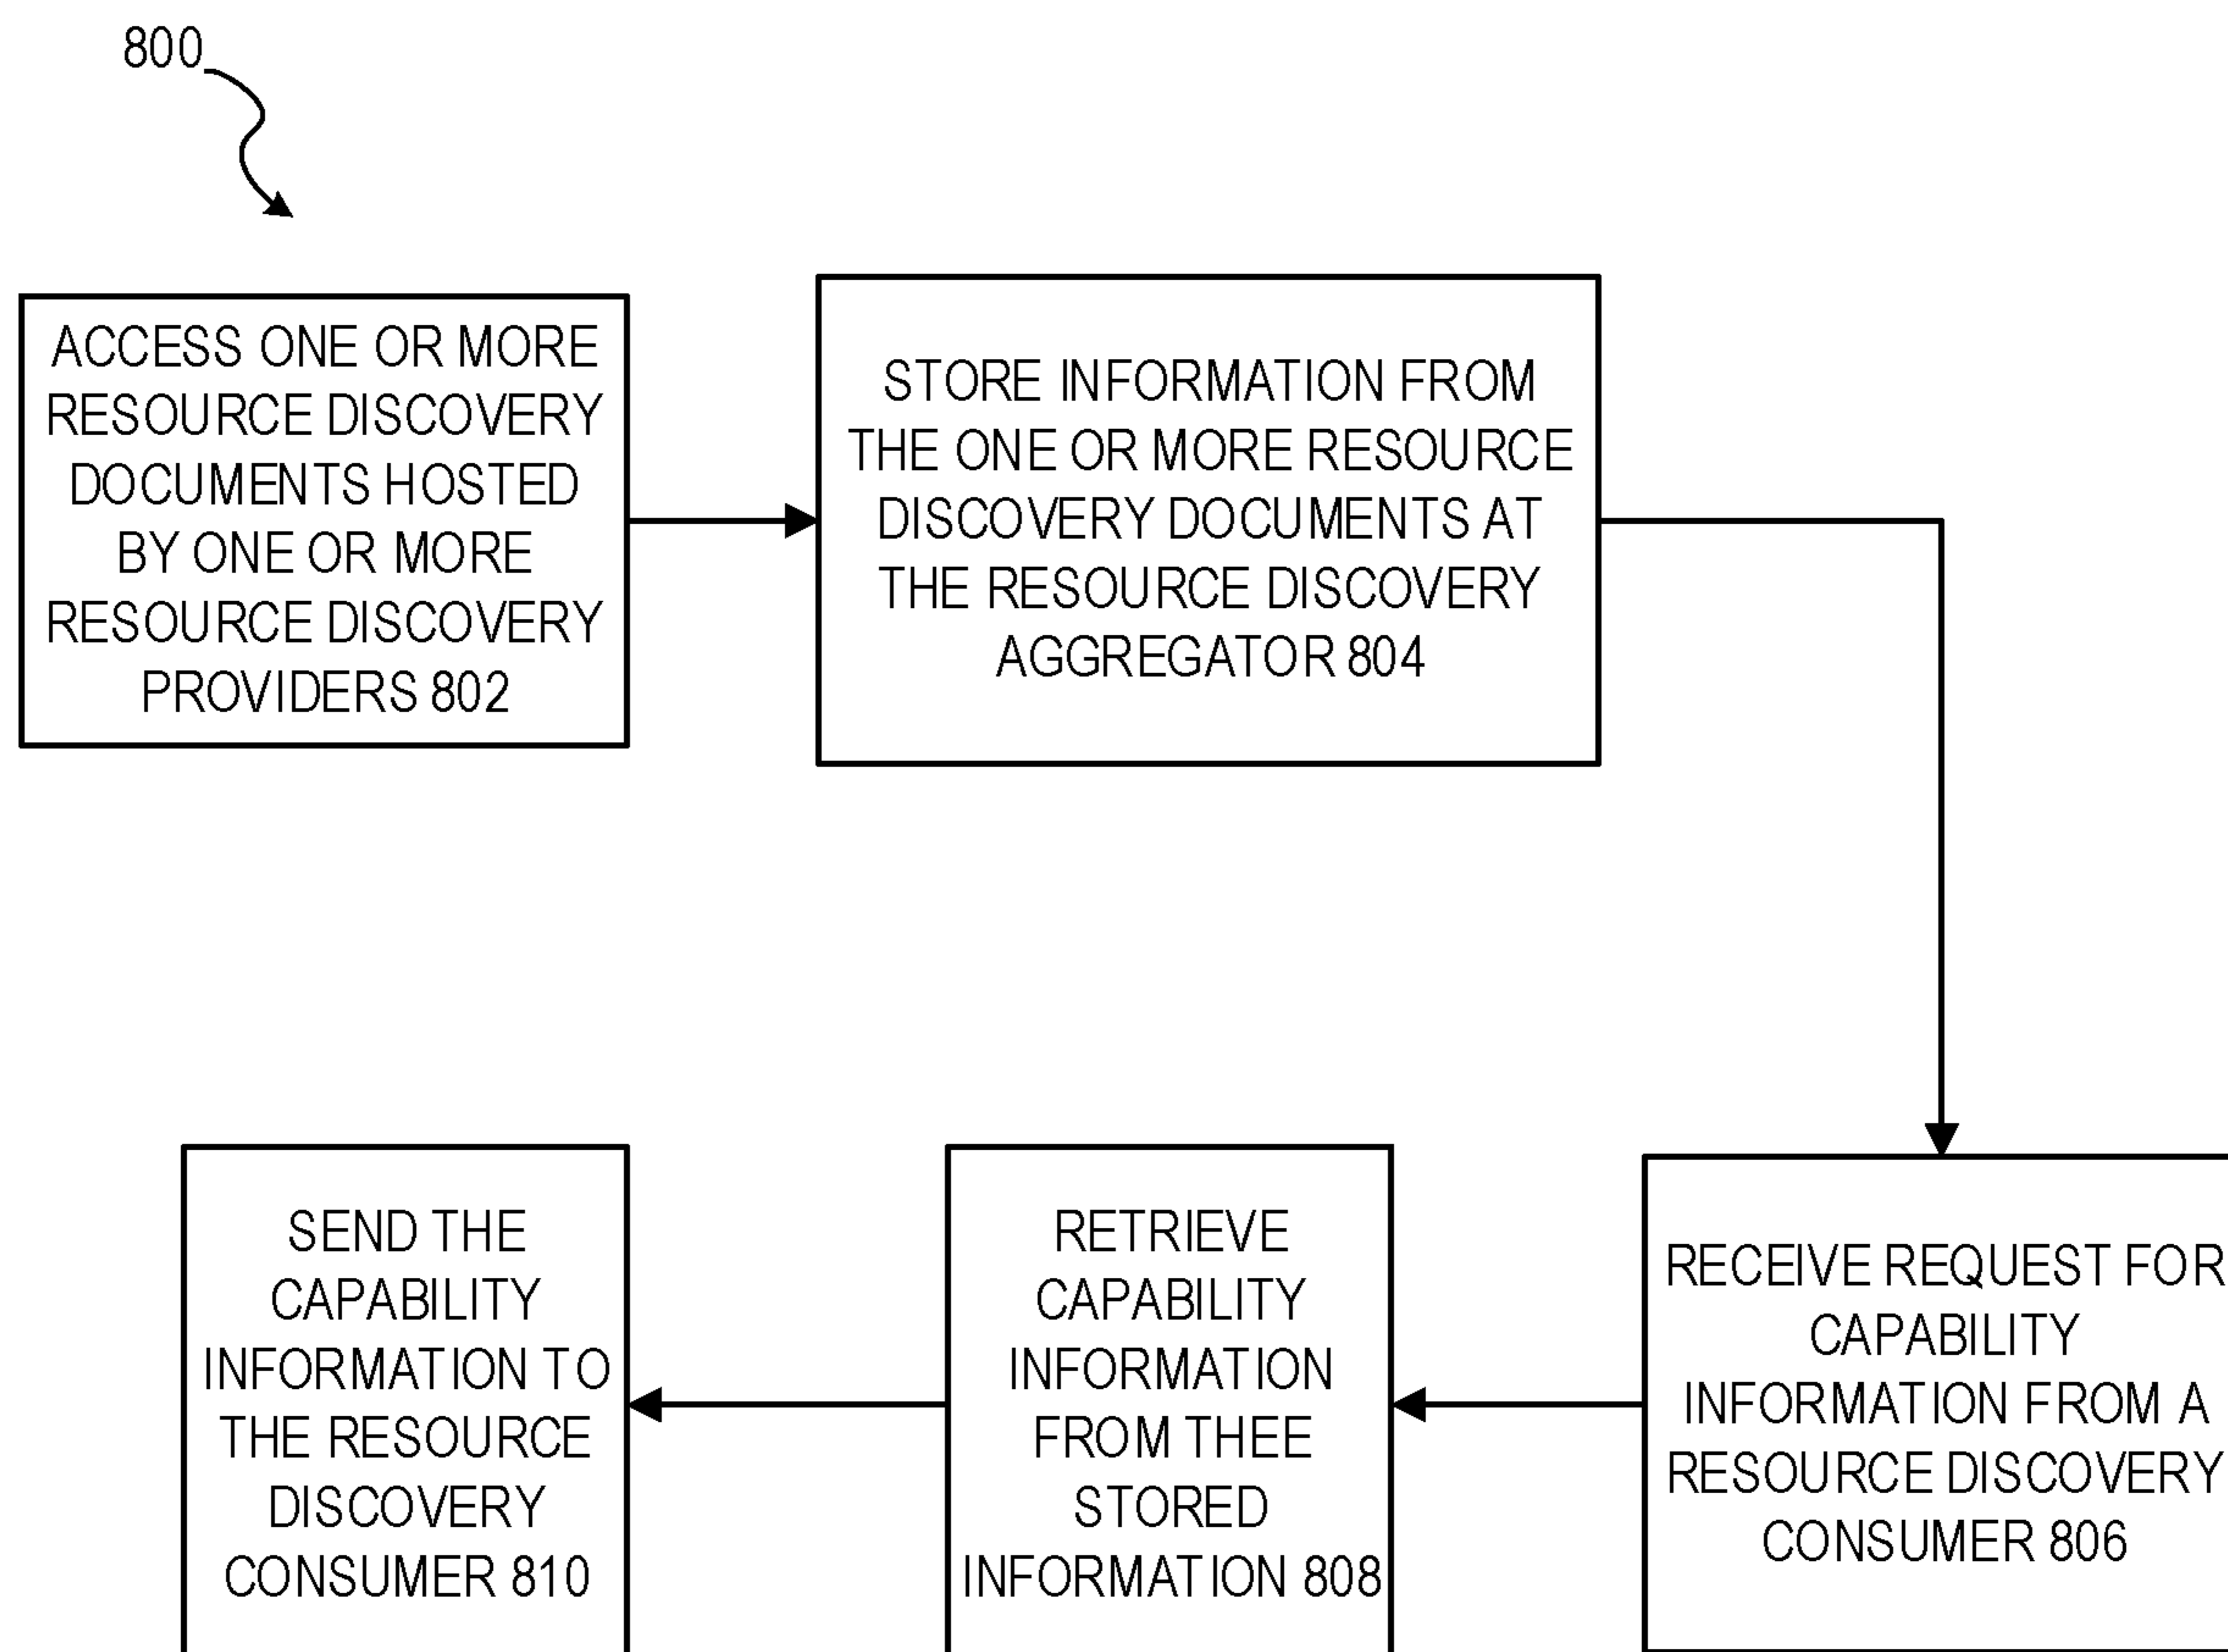 800
ACCESS ONE OR MORE
RESOURCE DISCOVERY
DOCUMENTS HOSTED
BY ONE OR MORE
RESOURCE DISCOVERY
PROVIDERS 802
STORE INFORMATION FROM
THE ONE OR MORE RESOURCE
DISCOVERY DOCUMENTS AT
THE RESOURCE DISCOVERY
AGGREGATOR 804
RECEIVE REQUEST FOR
CAPABILITY
INFORMATION FROM A
RESOURCE DISCOVERY
CONSUMER 806
RETRIEVE
CAPABILITY
INFORMATION
FROM THEE
STORED
INFORMATION 808
SEND THE
CAPABILITY
INFORMATION TO
THE RESOURCE
DISCOVERY
CONSUMER 810